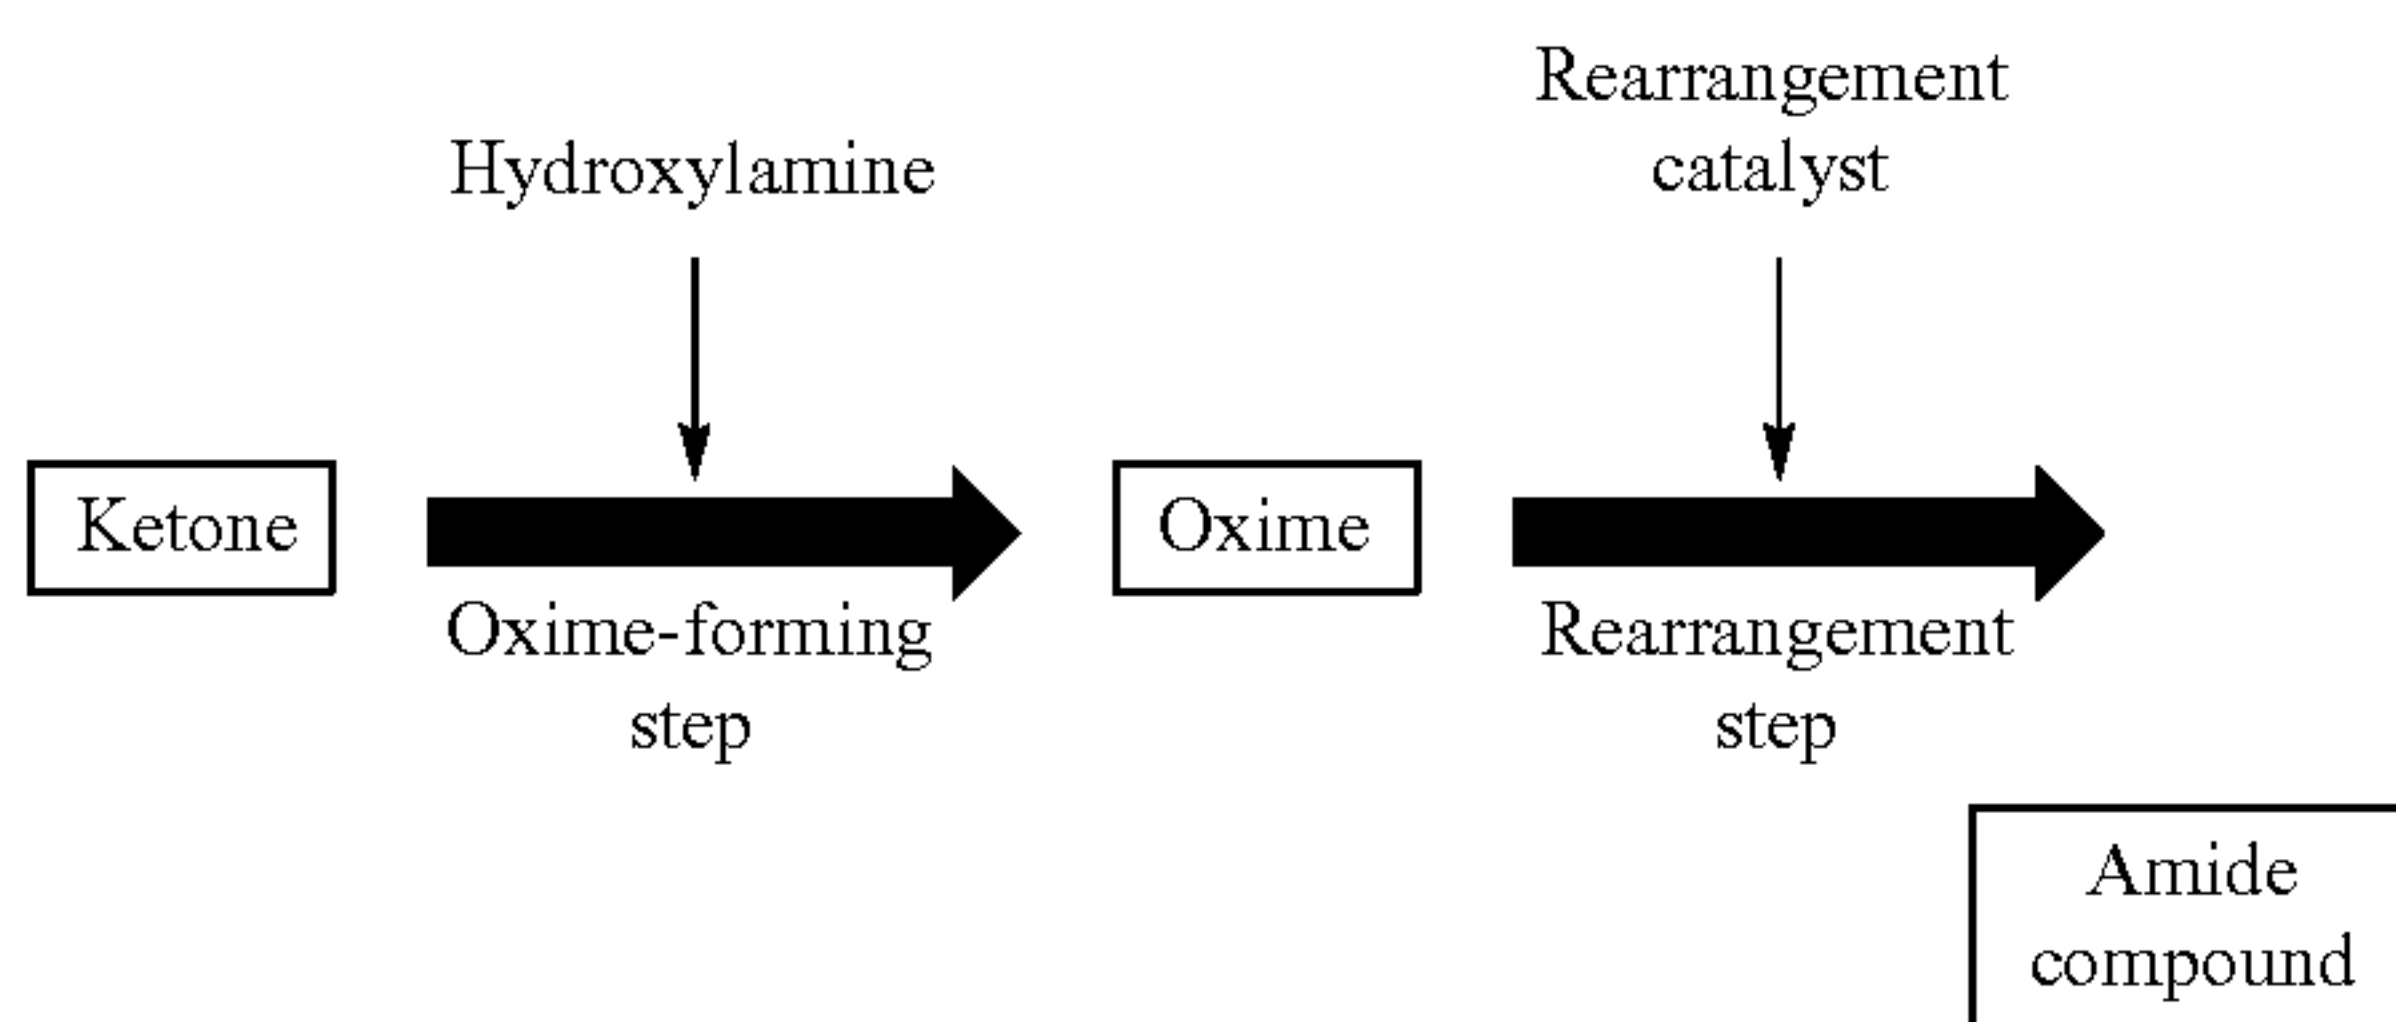 Rearrangement
catalyst
Hydroxylamine
Ketone
Oxime
Oxime-forming
step
Rearrangement
step
Amide
compound